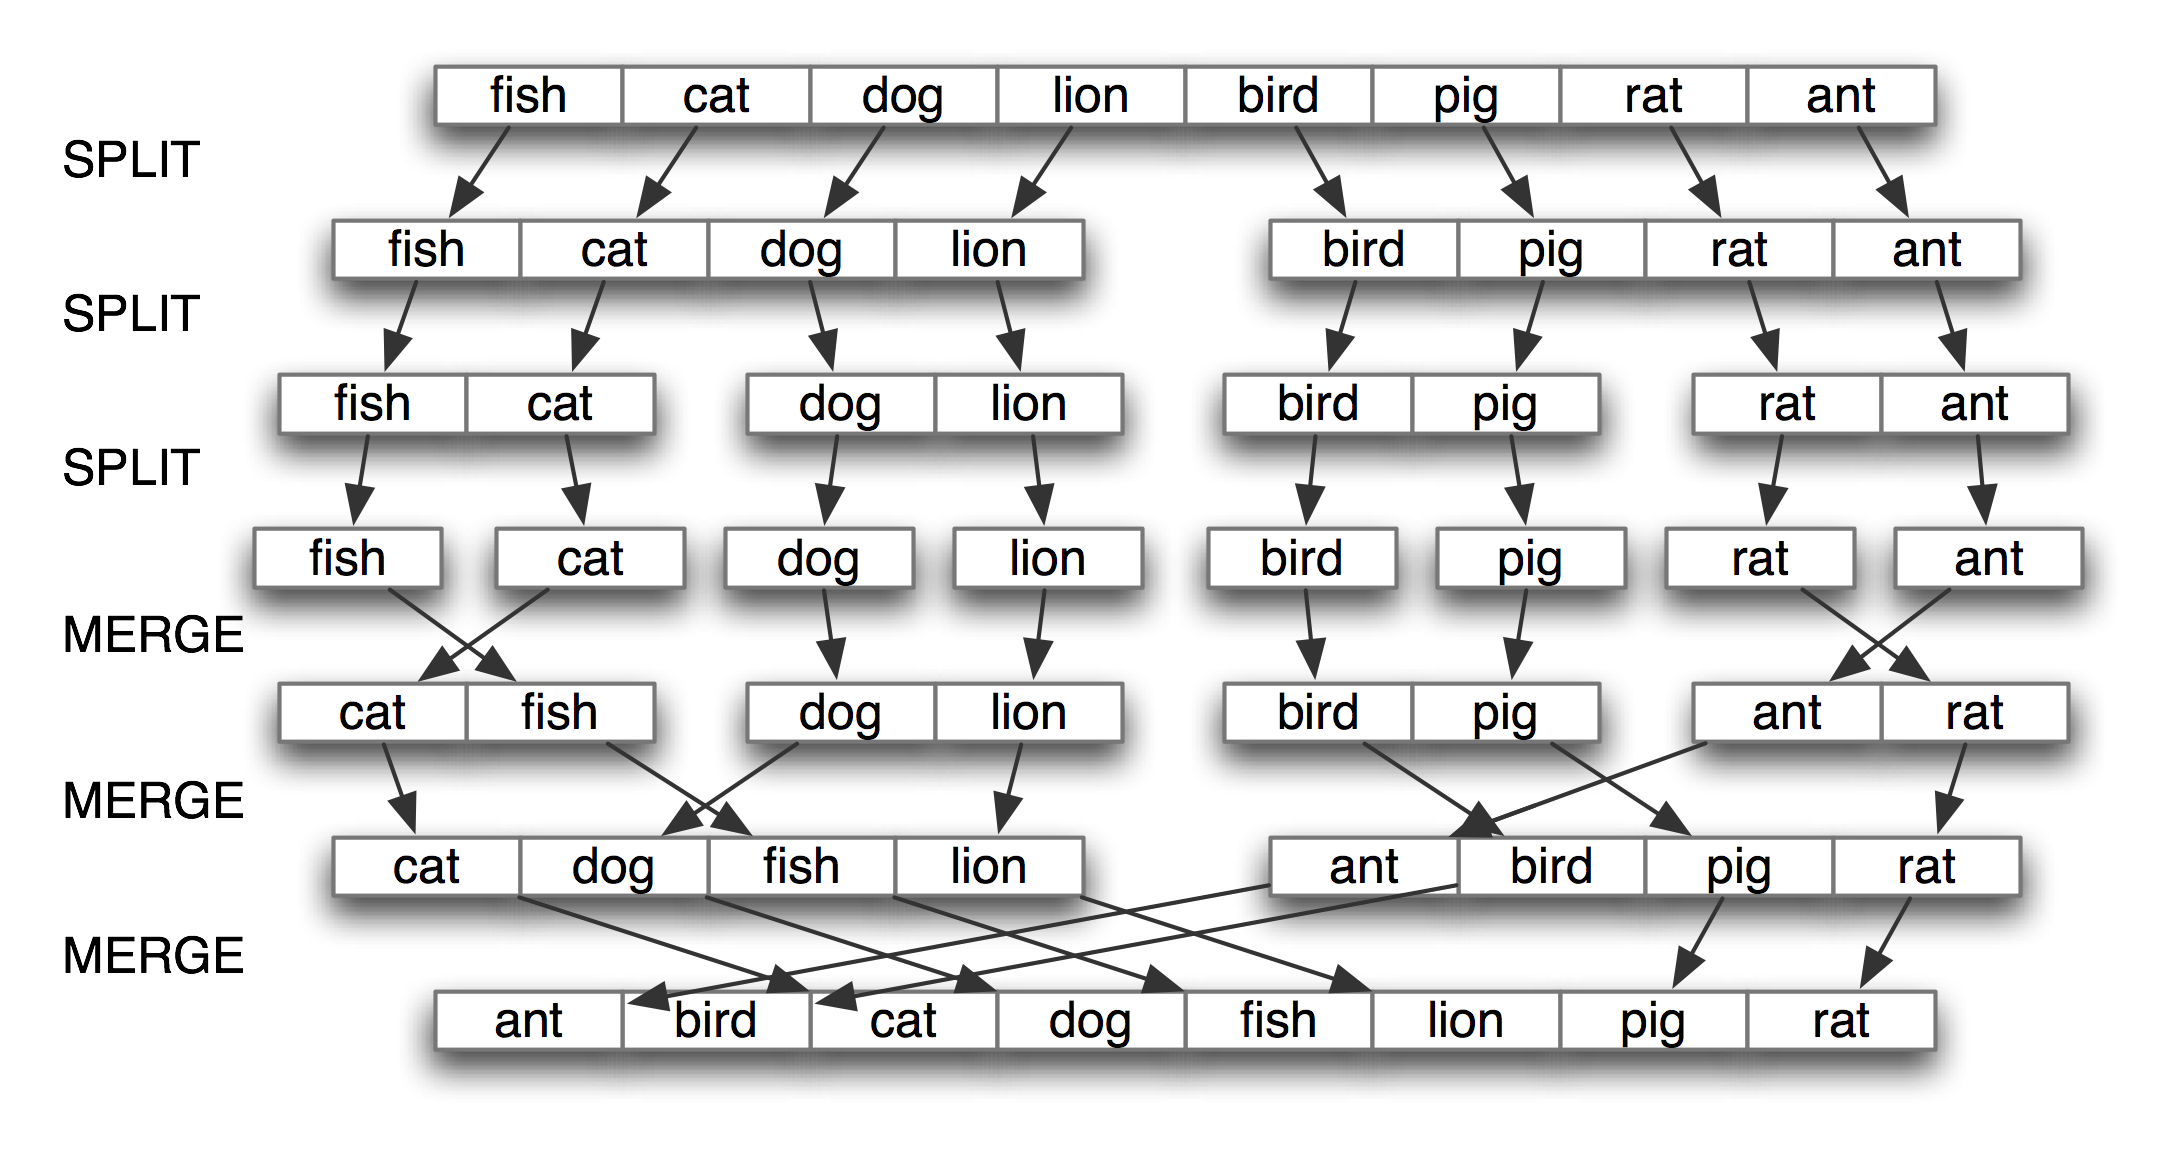 fish cat dog lion bird pig rat ant
SPLIT
fish cat dog lion bird pig rat ant
SPLIT
fish cat dog lion bird pig rat ant
SPLIT
fish cat dog lion bird pig rat ant
MERGE
cat fish dog lion bird pig ant rat
MERGE
cat dog fish lion ant bird pig rat
MERGE
ant bird cat dog fish lion pig rat